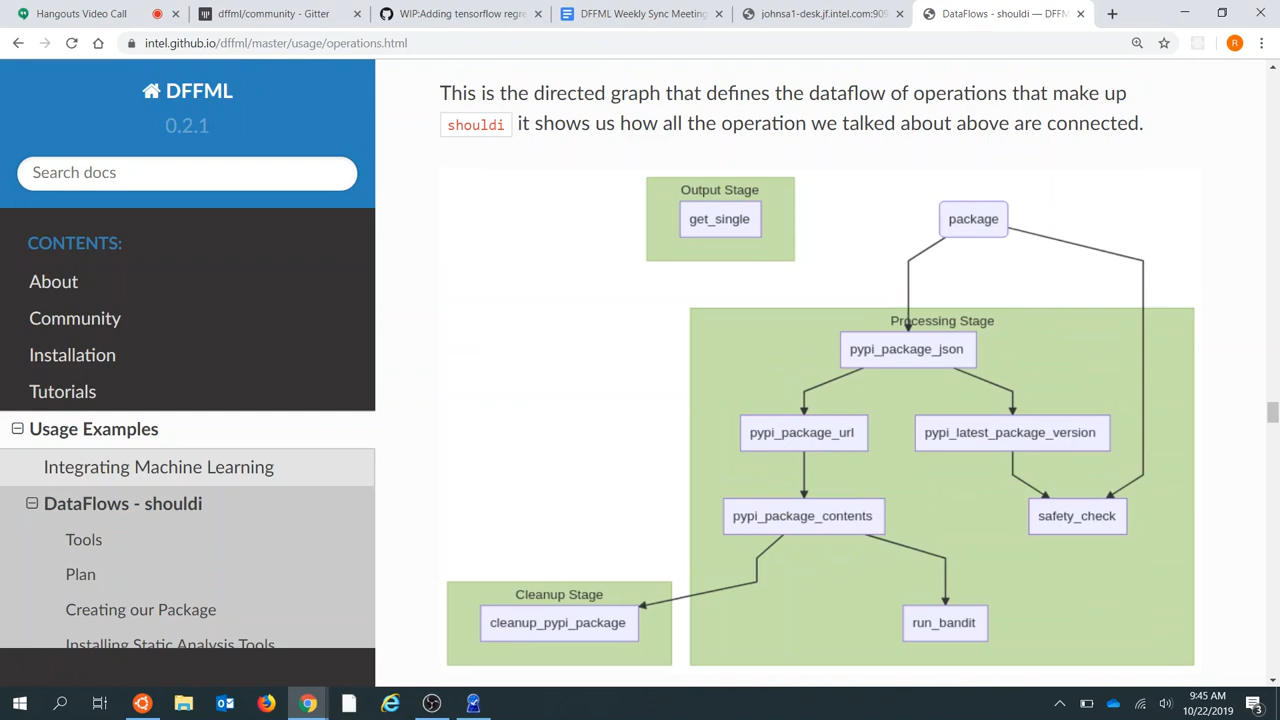 Hangouts Video Call
dffml/community - Gitter
WIP:Adding tensorflow regre
DFFML Weekly Sync Meeting
johnsa1-desk.jf.intel.com:909
DataFlows - shouldi — DFFM
intel.github.io/dffml/master/usage/operations.html
R
DFFML
0.2.1
Search docs
CONTENTS:
About
Community
Installation
Tutorials
Usage Examples
Integrating Machine Learning
DataFlows - shouldi
Tools
Plan
Creating our Package
Installing Static Analysis Tools
This is the directed graph that defines the dataflow of operations that make up
shouldi it shows us how all the operation we talked about above are connected.
Output Stage
get_single
package
Processing Stage
pypi_package_json
pypi_package_url
pypi_latest_package_version
pypi_package_contents
safety_check
Cleanup Stage
cleanup_pypi_package
run_bandit
9:45 AM
10/22/2019
3